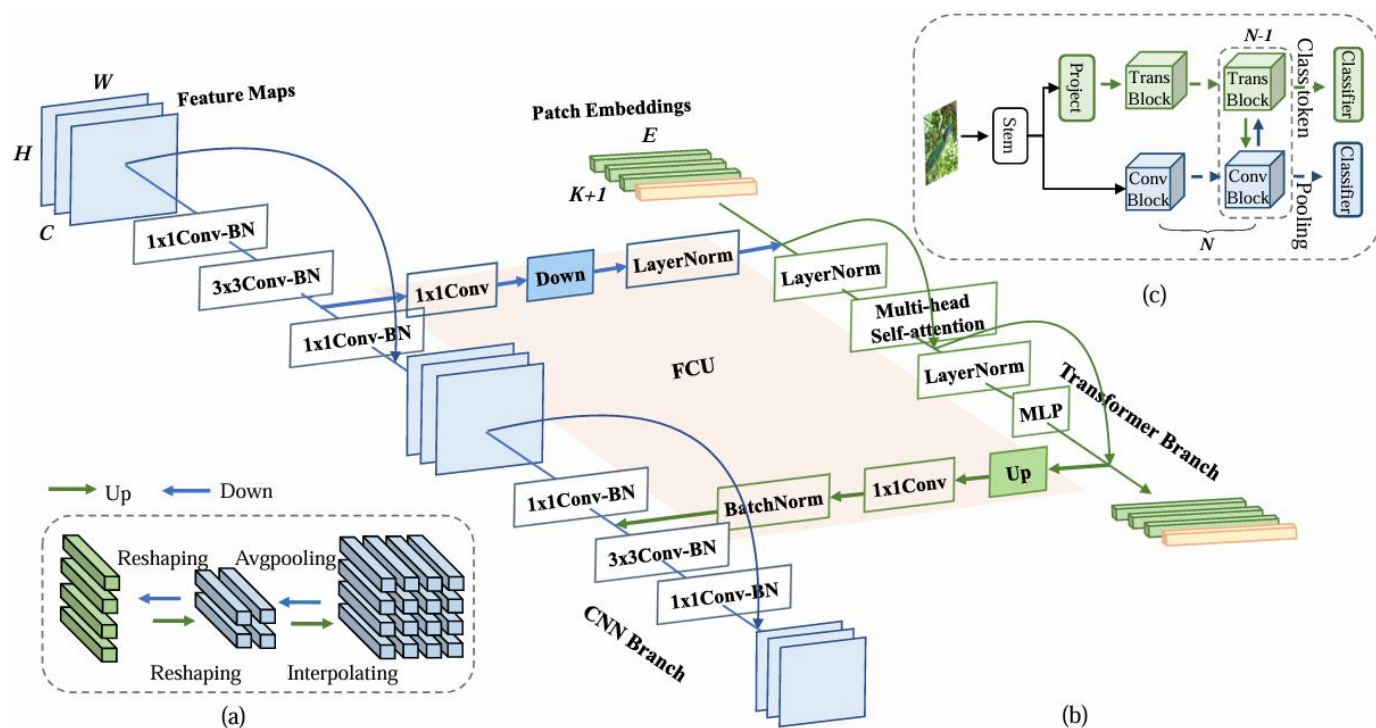 W
H
C
Feature Maps
1x1Conv-BN
3x3Conv-BN
1x1Conv-BN
1x1Conv
Down
LayerNorm
Patch Embeddings
E
K+1
LayerNorm
Multi-head
Self-attention
LayerNorm
MLP
Transformer Branch
FCU
Up
1x1Conv
BatchNorm
1x1Conv-BN
3x3Conv-BN
1x1Conv-BN
CNN Branch
(b)
Up
Down
Reshaping
Avgpooling
Reshaping
Interpolating
(a)
Stem
Project
Trans
Block
N-1
Trans
Block
Class token
Classifier
Conv
Block
Conv
Block
Pooling
Classifier
N
(c)